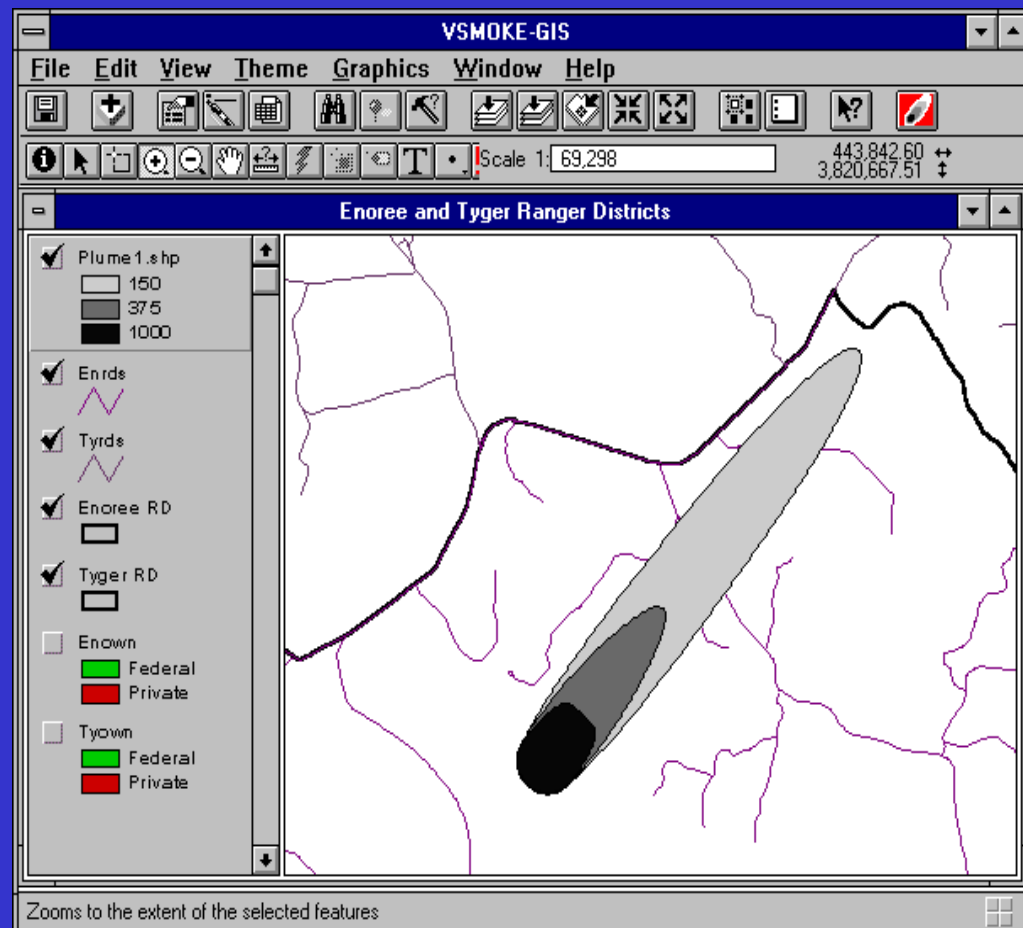 VSMOKE-GIS
File Edit View Theme Graphics Window Help
Scale 1: 69,298
443,842.60
3,820,667.51
Enoree and Tyger Ranger Districts
Plume1.shp
150
375
1000
Enrds
Tyrds
Enoree RD
Tyger RD
Enown
Federal
Private
Tyown
Federal
Private
Zooms to the extent of the selected features